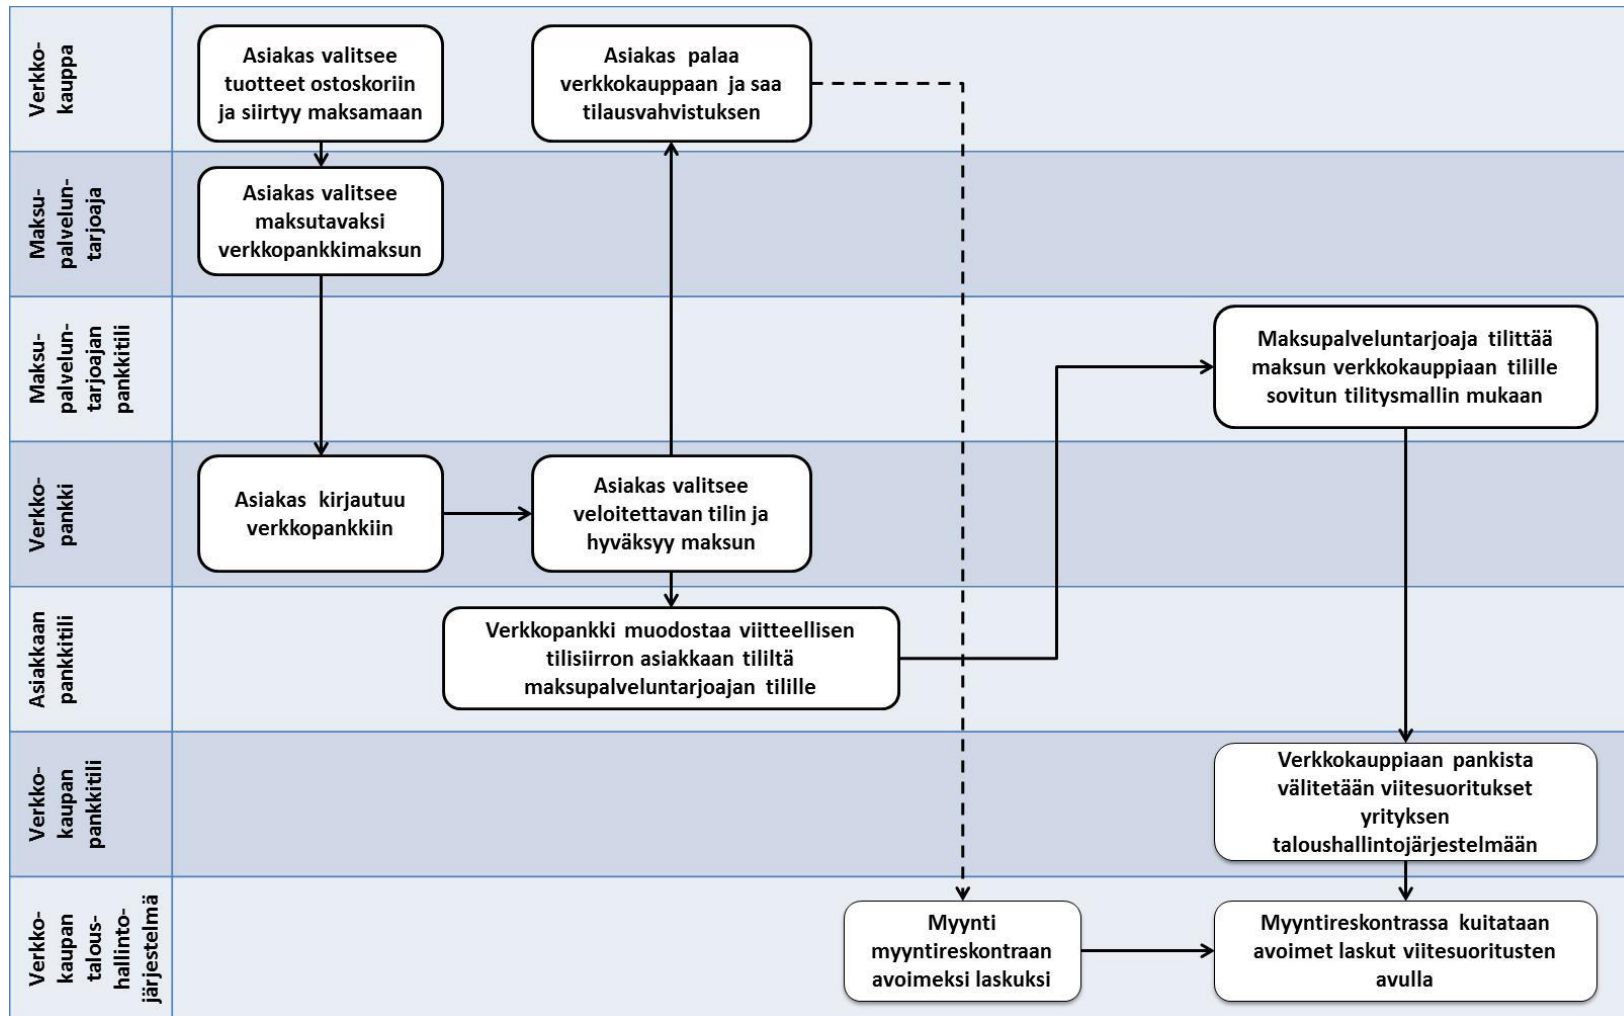 Verkko-
kauppa
Asiakas valitsee
tuotteet ostoskoriin
ja siirtyy maksamaan
Asiakas palaa
verkkokauppaan ja saa
tilausvahvistuksen
Maksu-
palvelun-
tarjoaja
Asiakas valitsee
maksutavaksi
verkkopankkimaksun
Maksu-
palvelun-
tarjoajan
pankkitili
Maksupalveluntarjoaja tilittää
maksun verkkokauppiaan tilille
sovitun tilitysmallin mukaan
Verkko-
pankki
Asiakas kirjautuu
verkkopankkiin
Asiakas valitsee
veloitettavan tilin ja
hyväksyy maksun
Asiakkaan
pankkitili
Verkkopankki muodostaa viitteellisen
tilisiirron asiakkaan tililtä
maksupalveluntarjoajan tilille
Verkko-
kaupan
pankkitili
Verkkokauppiaan pankista
välitetään viitesuoritukset
yrityksen
taloushallintojärjestelmään
Verkko-
kaupan
talous-
hallinto-
järjestelmä
Myynti
myyntireskontraan
avoimeksi laskuksi
Myyntireskontrassa kuitataan
avoimet laskut viitesuoritusten
avulla